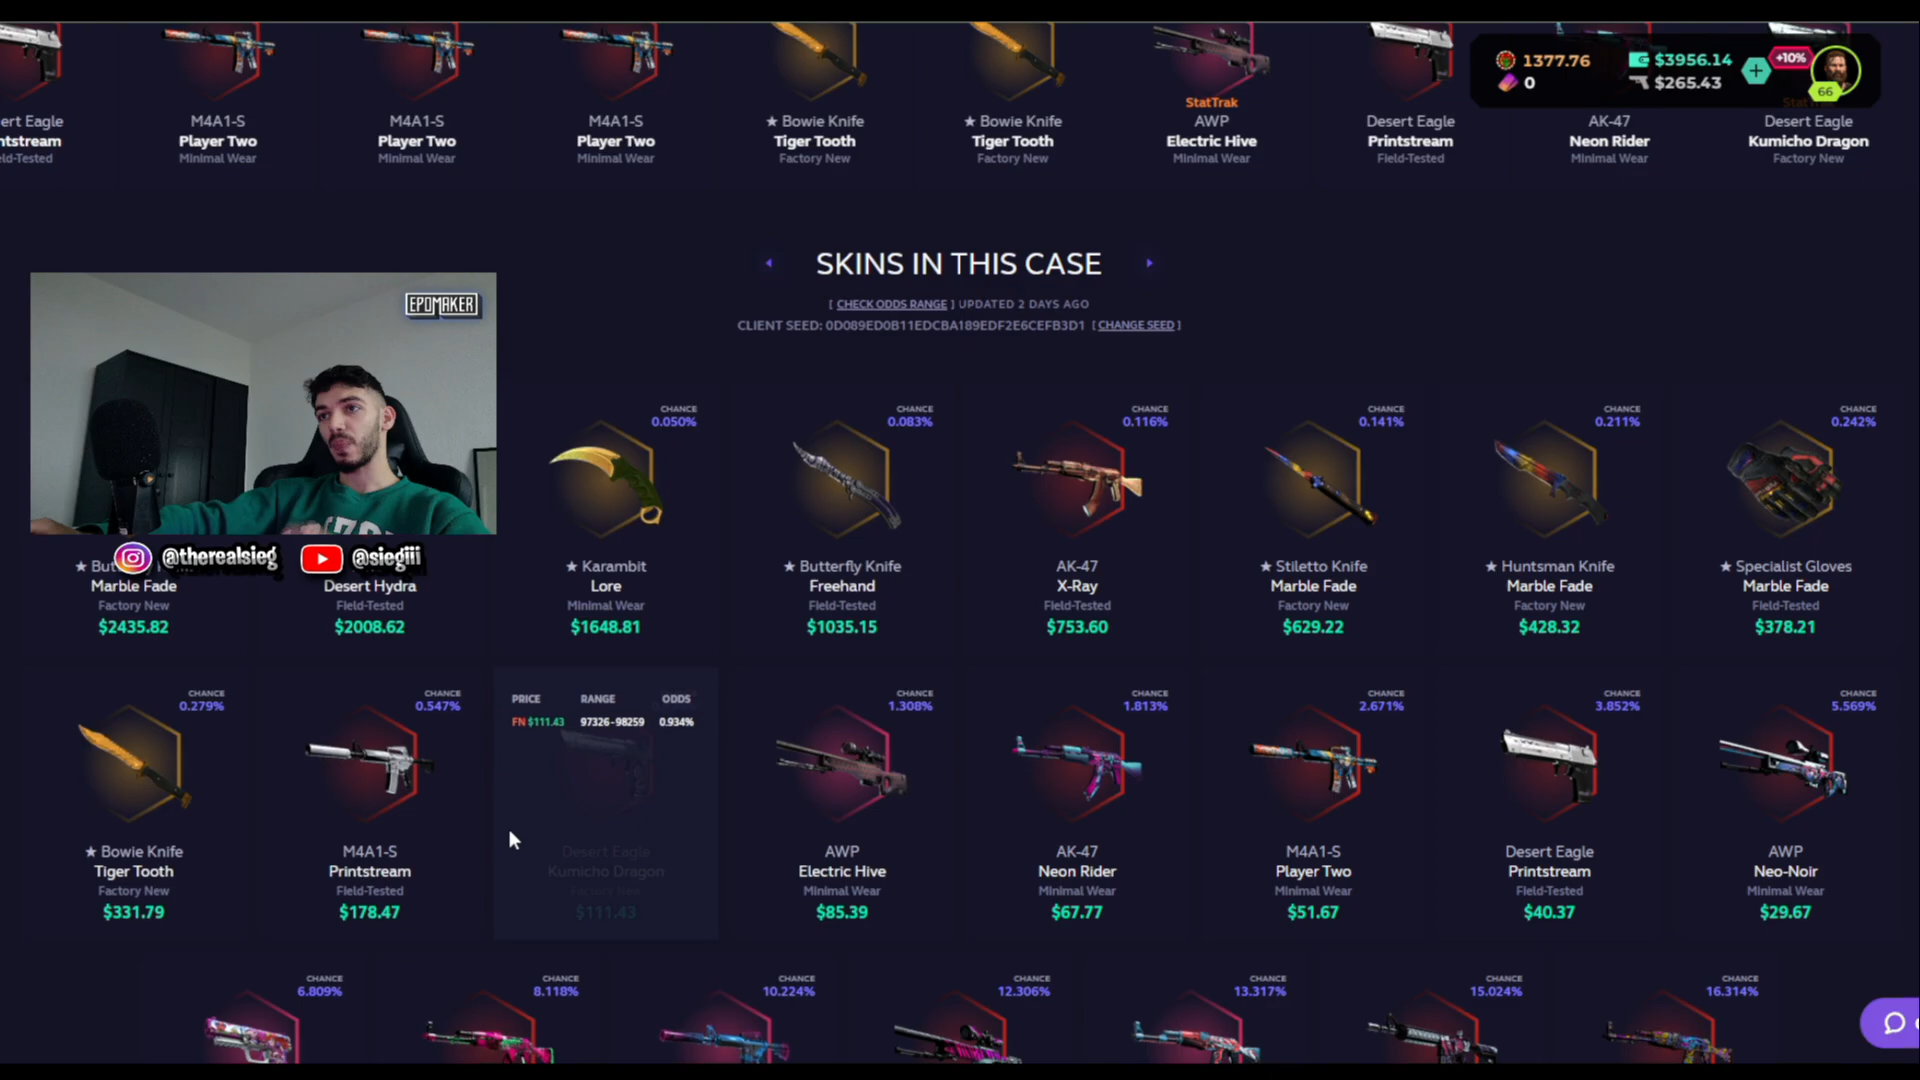 ert Eagle
ntstream
eld-Tested
M4A1-S
Player Two
Minimal Wear
M4A1-S
Player Two
Minimal Wear
M4A1-S
Player Two
Minimal Wear
★ Bowie Knife
Tiger Tooth
Factory New
★ Bowie Knife
Tiger Tooth
Factory New
StatTrak
AWP
Electric Hive
Minimal Wear
Desert Eagle
Printstream
Field-Tested
AK-47
Neon Rider
Minimal Wear
Desert Eagle
Kumicho Dragon
Factory New
1377.76
0
$3956.14
$265.43
+10%
66
SKINS IN THIS CASE
[ CHECK ODDS RANGE ] UPDATED 2 DAYS AGO
CLIENT SEED: 0D089ED0B11EDCBA189EDF2E6CEFB3D1 [ CHANGE SEED ]
EPOMAKER
@therealsieg
@siegiii
★ But
Marble Fade
Factory New
$2435.82
Desert Hydra
Field-Tested
$2008.62
CHANCE
0.050%
★ Karambit
Lore
Minimal Wear
$1648.81
CHANCE
0.083%
★ Butterfly Knife
Freehand
Field-Tested
$1035.15
CHANCE
0.116%
AK-47
X-Ray
Field-Tested
$753.60
CHANCE
0.141%
★ Stiletto Knife
Marble Fade
Factory New
$629.22
CHANCE
0.211%
★ Huntsman Knife
Marble Fade
Factory New
$428.32
CHANCE
0.242%
★ Specialist Gloves
Marble Fade
Field-Tested
$378.21
CHANCE
0.279%
★ Bowie Knife
Tiger Tooth
Factory New
$331.79
CHANCE
0.547%
M4A1-S
Printstream
Field-Tested
$178.47
PRICE RANGE ODDS
FN $111.43 97326-98259 0.934%
Desert Eagle
Kumicho Dragon
Factory New
$111.43
CHANCE
1.308%
AWP
Electric Hive
Minimal Wear
$85.39
CHANCE
1.813%
AK-47
Neon Rider
Minimal Wear
$67.77
CHANCE
2.671%
M4A1-S
Player Two
Minimal Wear
$51.67
CHANCE
3.852%
Desert Eagle
Printstream
Field-Tested
$40.37
CHANCE
5.569%
AWP
Neo-Noir
Minimal Wear
$29.67
CHANCE
6.809%
CHANCE
8.118%
CHANCE
10.224%
CHANCE
12.306%
CHANCE
13.317%
CHANCE
15.024%
CHANCE
16.314%